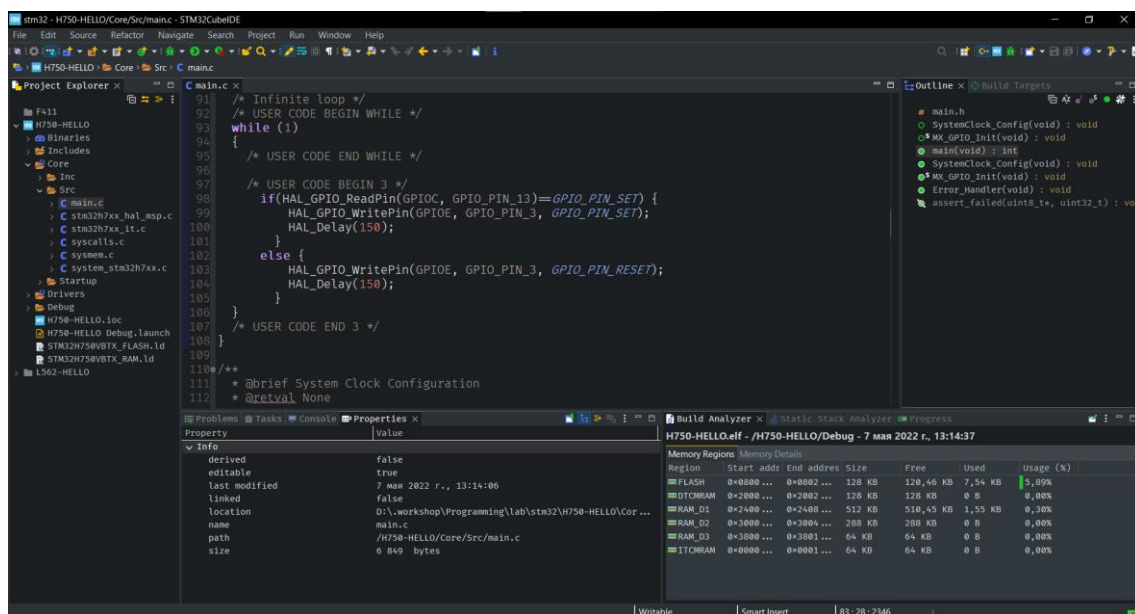 stm32 - H750-HELLO/Core/Src/main.c - STM32CubeIDE
File Edit Source Refactor Navigate Search Project Run Window Help
H750-HELLO Core Src main.c
Project Explorer
F411
H750-HELLO
Binaries
Includes
Core
Inc
Src
main.c
stm32h7xx_hal_msp.c
stm32h7xx_it.c
syscalls.c
sysmem.c
system_stm32h7xx.c
Startup
Drivers
Debug
H750-HELLO.ioc
H750-HELLO Debug.launch
STM32H750VBTX_FLASH.ld
STM32H750VBTX_RAM.ld
L562-HELLO
main.c
91 /* Infinite loop */
92 /* USER CODE BEGIN WHILE */
93 while (1)
94 {
95 /* USER CODE END WHILE */
96
97 /* USER CODE BEGIN 3 */
98 if(HAL_GPIO_ReadPin(GPIOC, GPIO_PIN_13)==GPIO_PIN_SET) {
99 HAL_GPIO_WritePin(GPIOE, GPIO_PIN_3, GPIO_PIN_SET);
100 HAL_Delay(150);
101 }
102 else {
103 HAL_GPIO_WritePin(GPIOE, GPIO_PIN_3, GPIO_PIN_RESET);
104 HAL_Delay(150);
105 }
106 }
107 /* USER CODE END 3 */
108 }
109
110 /**
111 * @brief System Clock Configuration
112 * @retval None
Outline Build Targets
main.h
SystemClock_Config(void) : void
MX_GPIO_Init(void) : void
main(void) : int
SystemClock_Config(void) : void
MX_GPIO_Init(void) : void
Error_Handler(void) : void
assert_failed(uint8_t*, uint32_t) : vo
Problems Tasks Console Properties
Property Value
Info
derived false
editable true
last modified 7 мая 2022 г., 13:14:06
linked false
location D:\.workshop\Programming\lab\stm32\H750-HELLO\Cor...
name main.c
path /H750-HELLO/Core/Src/main.c
size 6 849 bytes
Build Analyzer Static Stack Analyzer Progress
H750-HELLO.elf - /H750-HELLO/Debug - 7 мая 2022 г., 13:14:37
Memory Regions Memory Details
Region Start addr End addres Size Free Used Usage (%)
FLASH 0x0800 ... 0x0802 ... 128 KB 120,46 KB 7,54 KB 5,89%
DTCMRAM 0x2000 ... 0x2002 ... 128 KB 128 KB 0 B 0,00%
RAM_D1 0x2400 ... 0x2408 ... 512 KB 510,45 KB 1,55 KB 0,30%
RAM_D2 0x3000 ... 0x3004 ... 288 KB 288 KB 0 B 0,00%
RAM_D3 0x3800 ... 0x3801 ... 64 KB 64 KB 0 B 0,00%
ITCMRAM 0x0000 ... 0x0001 ... 64 KB 64 KB 0 B 0,00%
Writable Smart Insert 83 : 28 : 2346